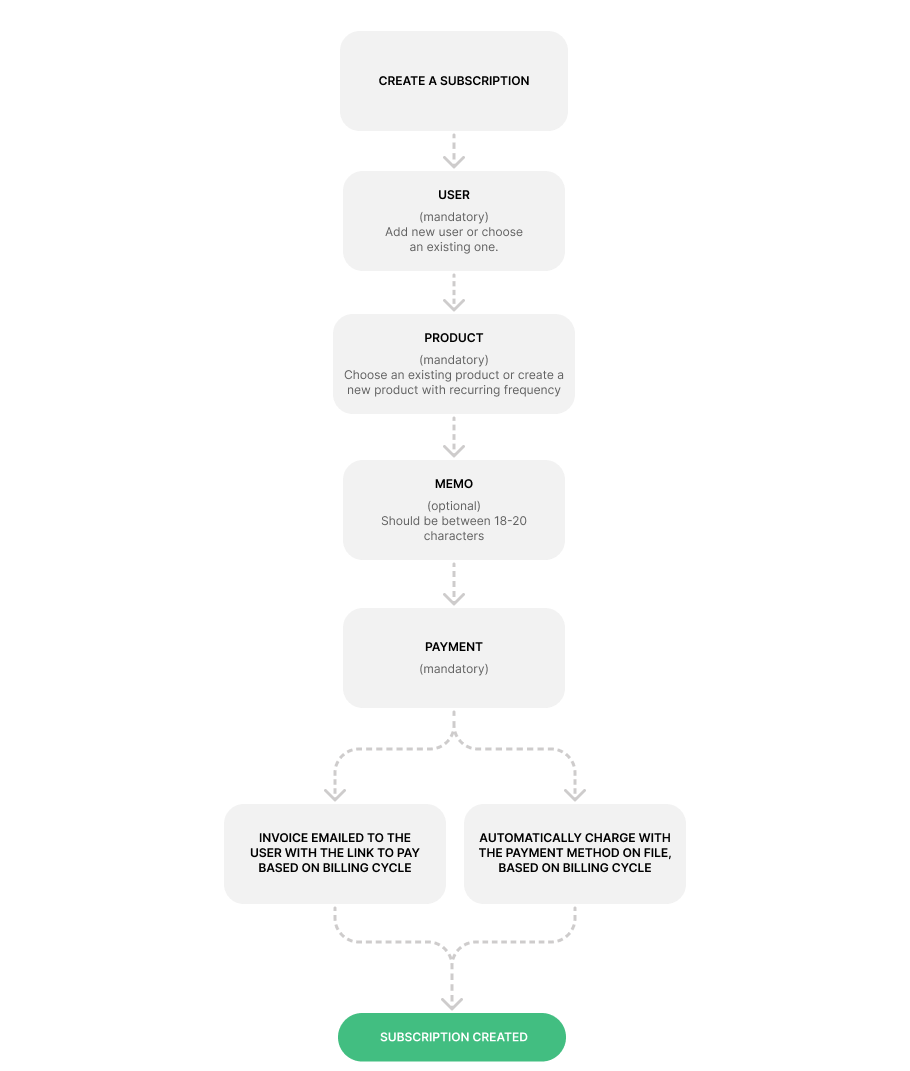 CREATE A SUBSCRIPTION
USER
(mandatory)
Add new user or choose
an existing one.
PRODUCT
(mandatory)
Choose an existing product or create a
new product with recurring frequency
MEMO
(optional)
Should be between 18-20
characters
PAYMENT
(mandatory)
INVOICE EMAILED TO THE
USER WITH THE LINK TO PAY
BASED ON BILLING CYCLE
AUTOMATICALLY CHARGE WITH
THE PAYMENT METHOD ON FILE,
BASED ON BILLING CYCLE
SUBSCRIPTION CREATED